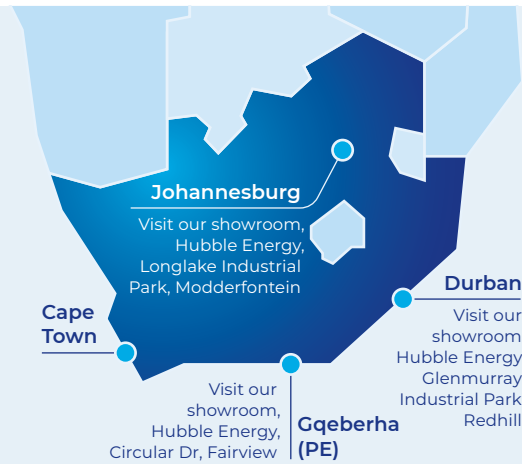 Johannesburg
Visit our showroom,
Hubble Energy,
Longlake Industrial
Park, Modderfontein
Cape
Town
Durban
Visit our
showroom
Hubble Energy
Glenmurray
Industrial Park
Redhill
Visit our
showroom,
Hubble Energy,
Circular Dr, Fairview
Gqeberha
(PE)